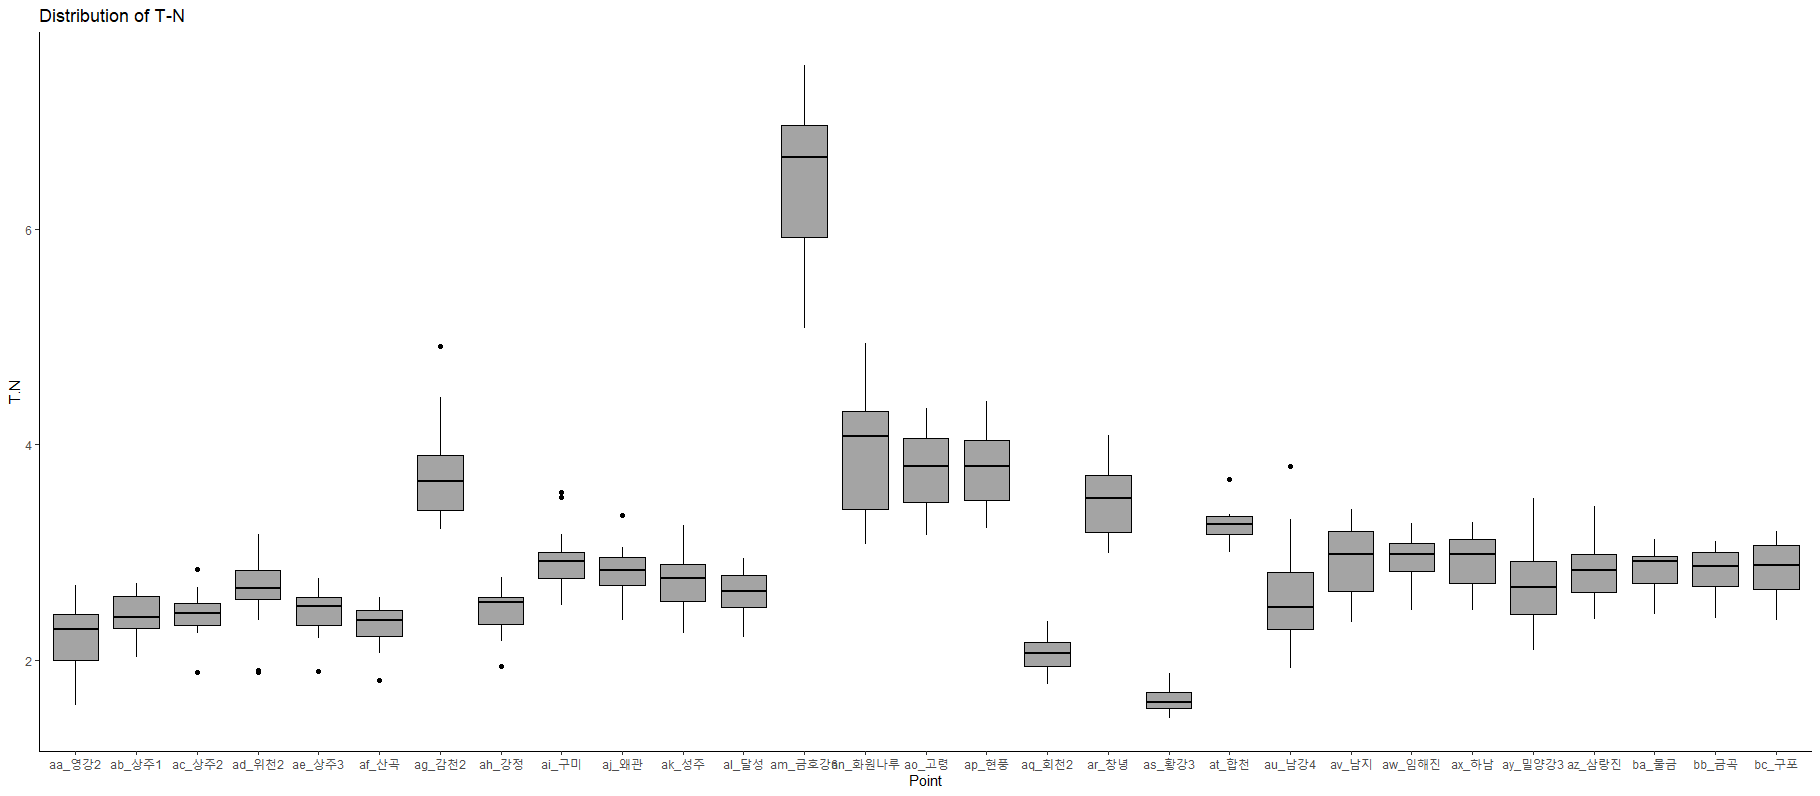 Distribution of T-N
T.N
6
4
2
aa_영강2 ab_상주1 ac_상주2 ad_위천2 ae_상주3 af_산곡 ag_감천2 ah_강정 ai_구미 aj_왜관 ak_성주 al_달성 am_금호강6 an_화원나루 ao_고령 ap_현풍 aq_회천2 ar_창녕 as_황강3 at_합천 au_남강4 av_남지 aw_임해진 ax_하남 ay_밀양강3 az_삼랑진 ba_물금 bb_금곡 bc_구포
Point